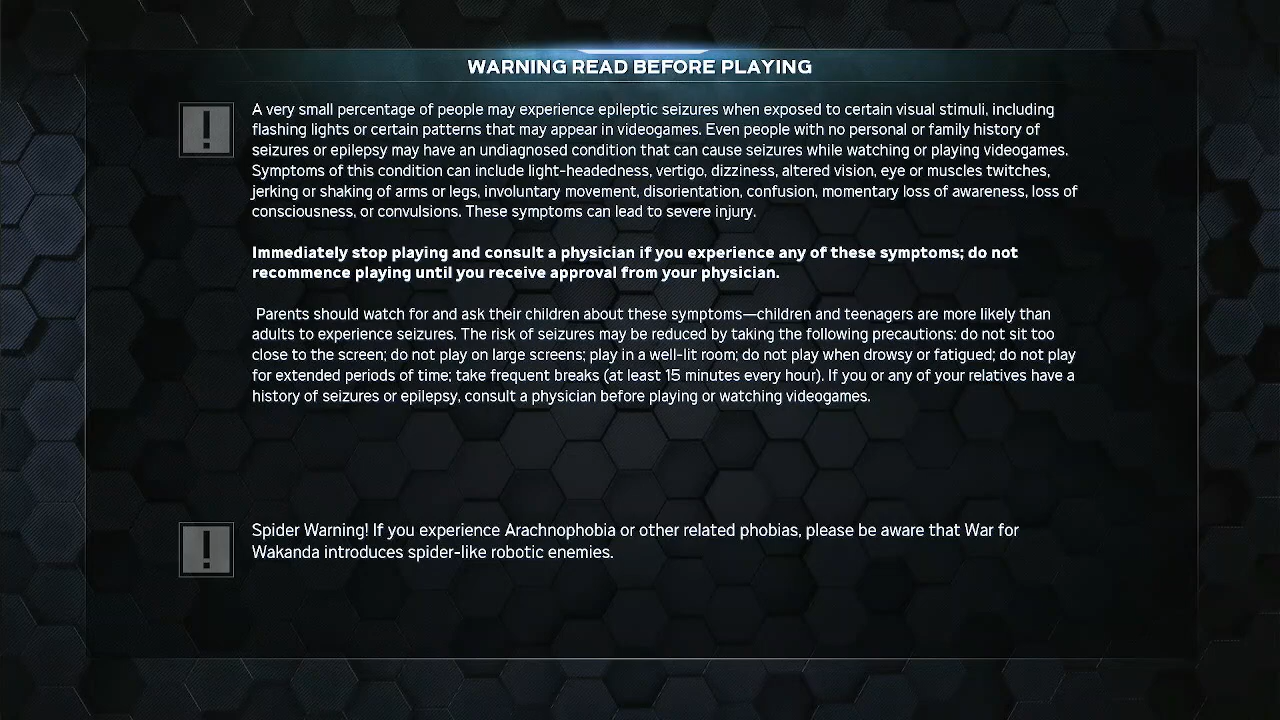 WARNING READ BEFORE PLAYING
A very small percentage of people may experience epileptic seizures when exposed to certain visual stimuli, including
flashing lights or certain patterns that may appear in videogames. Even people with no personal or family history of
seizures or epilepsy may have an undiagnosed condition that can cause seizures while watching or playing videogames.
Symptoms of this condition can include light-headedness, vertigo, dizziness, altered vision, eye or muscles twitches,
jerking or shaking of arms or legs, involuntary movement, disorientation, confusion, momentary loss of awareness, loss of
consciousness, or convulsions. These symptoms can lead to severe injury.
Immediately stop playing and consult a physician if you experience any of these symptoms; do not
recommence playing until you receive approval from your physician.
Parents should watch for and ask their children about these symptoms—children and teenagers are more likely than
adults to experience seizures. The risk of seizures may be reduced by taking the following precautions: do not sit too
close to the screen; do not play on large screens; play in a well-lit room; do not play when drowsy or fatigued; do not play
for extended periods of time; take frequent breaks (at least 15 minutes every hour). If you or any of your relatives have a
history of seizures or epilepsy, consult a physician before playing or watching videogames.
Spider Warning! If you experience Arachnophobia or other related phobias, please be aware that War for
Wakanda introduces spider-like robotic enemies.